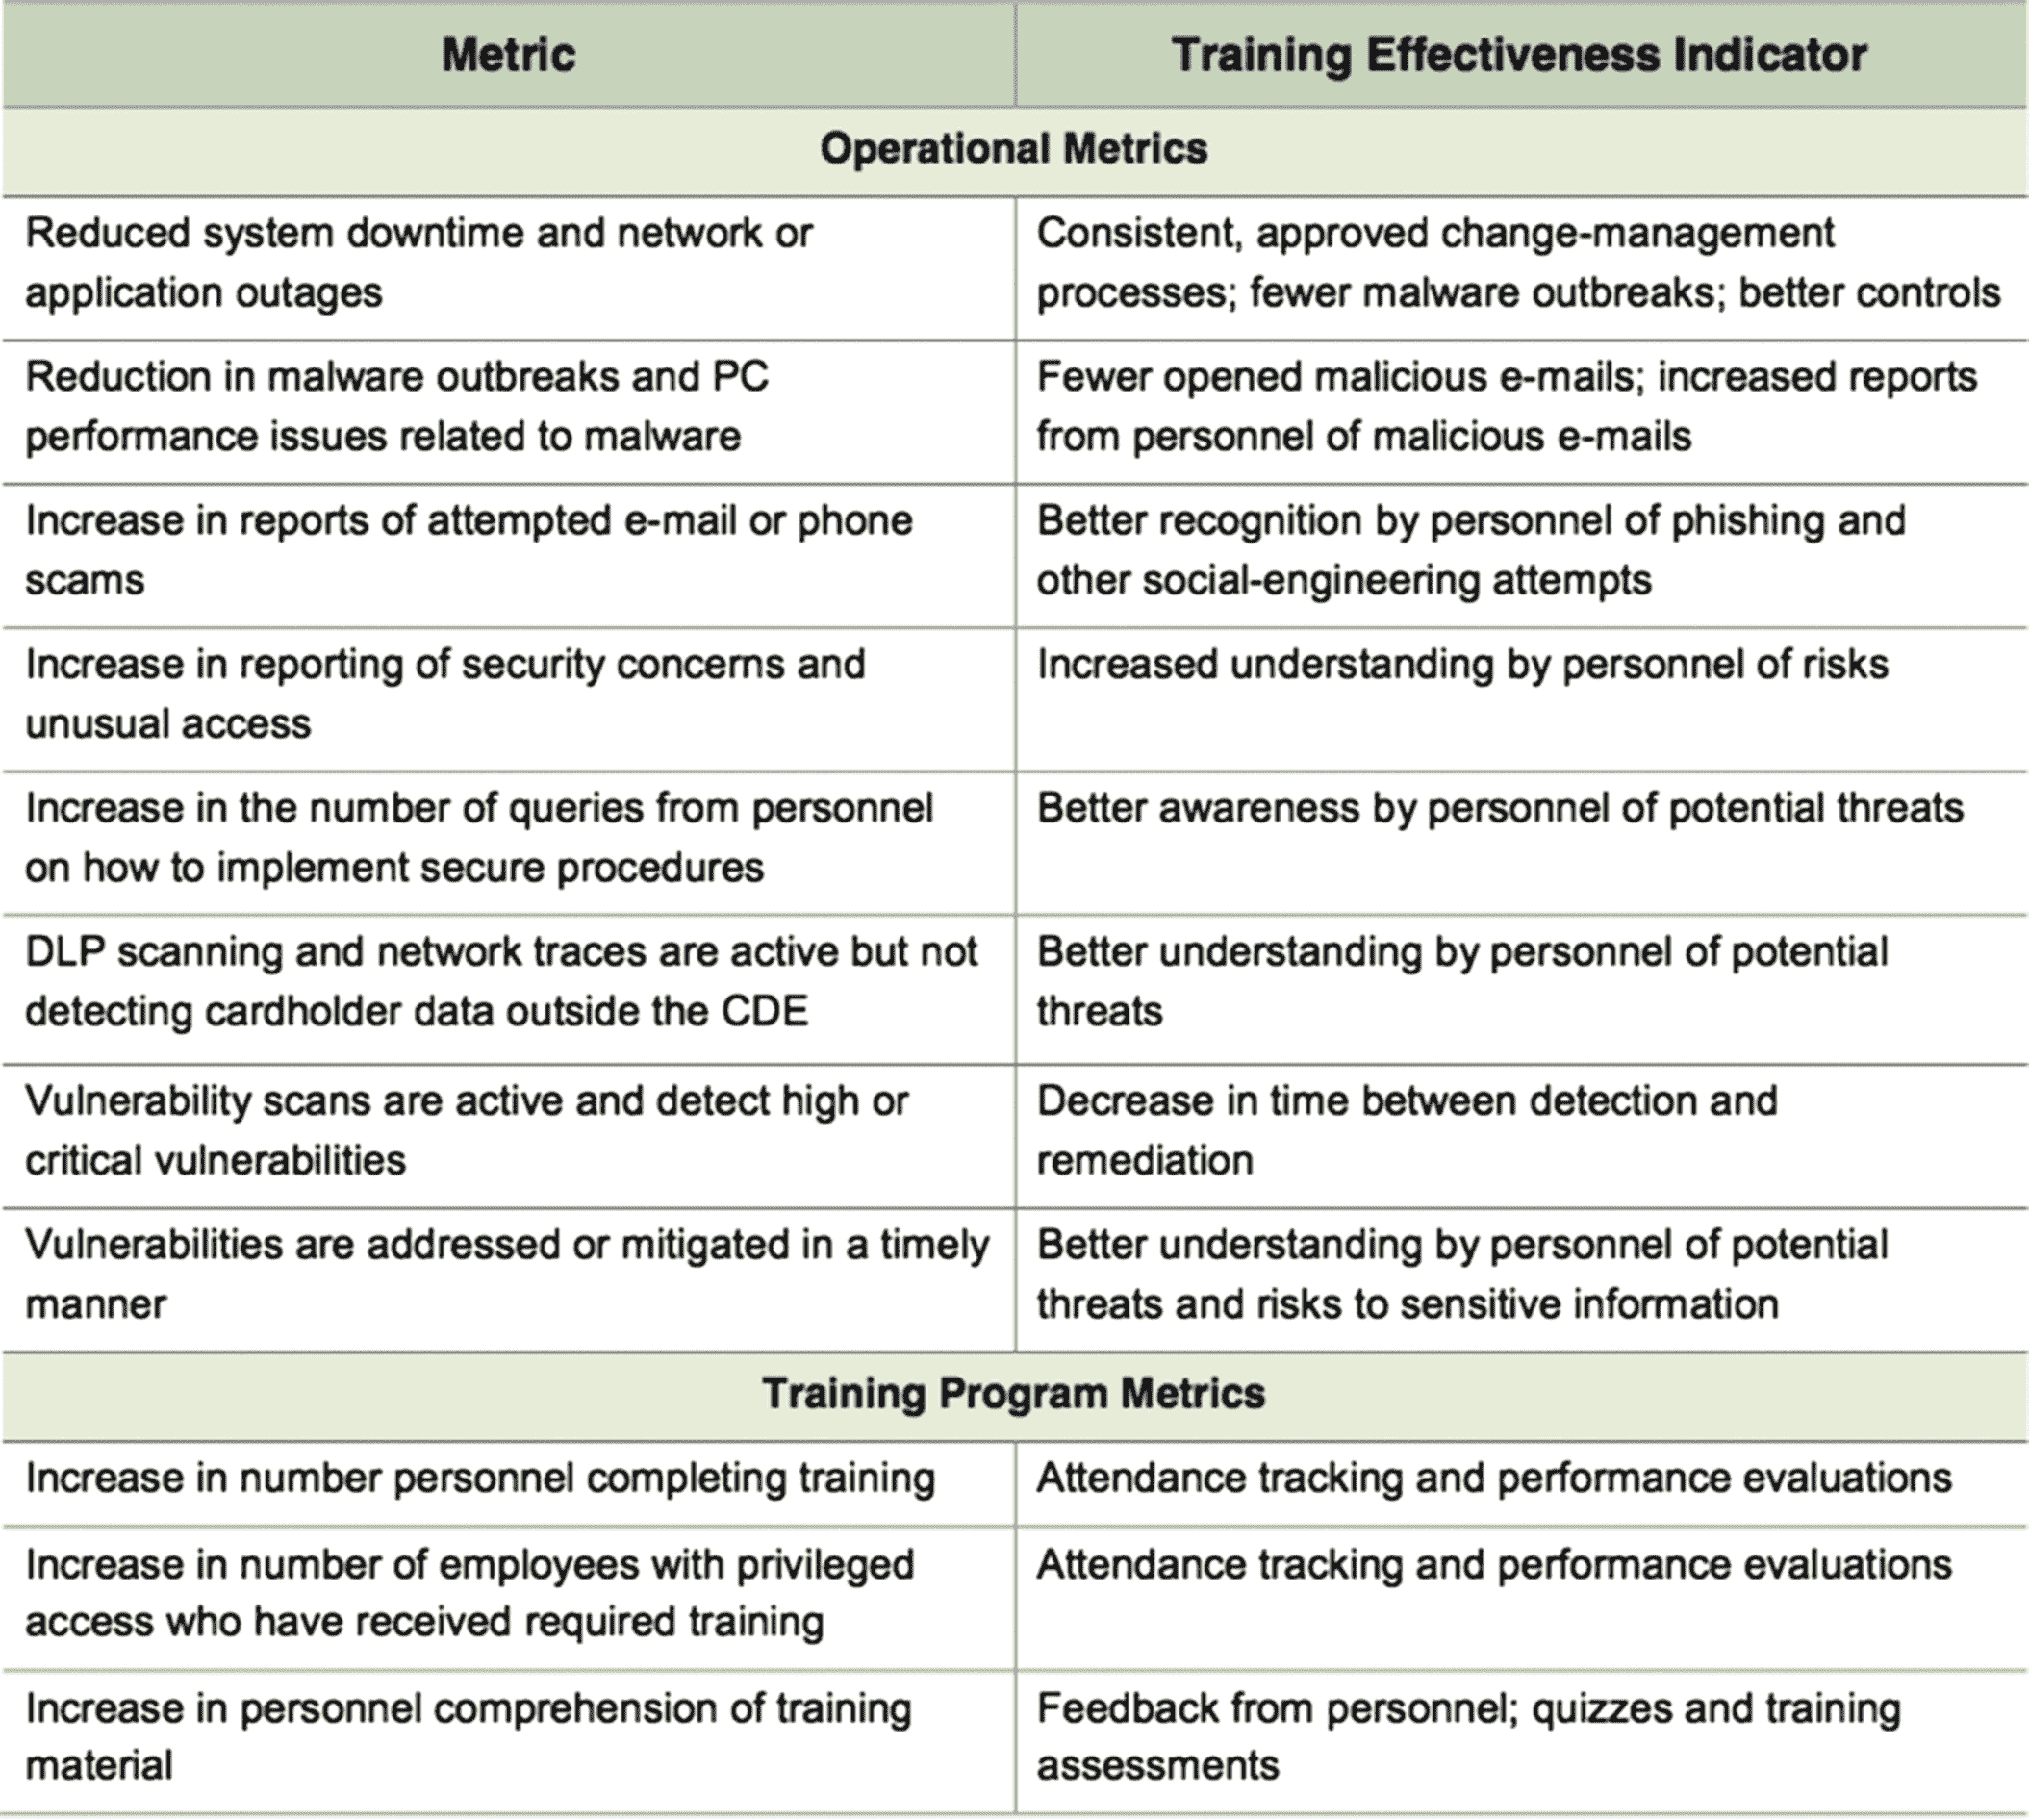 Metric
Training Effectiveness Indicator
Operational Metrics
Reduced system downtime and network or
application outages
Consistent, approved change-management
processes; fewer malware outbreaks; better controls
Reduction in malware outbreaks and PC
performance issues related to malware
Fewer opened malicious e-mails; increased reports
from personnel of malicious e-mails
Increase in reports of attempted e-mail or phone
scams
Better recognition by personnel of phishing and
other social-engineering attempts
Increase in reporting of security concerns and
unusual access
Increased understanding by personnel of risks
Increase in the number of queries from personnel
on how to implement secure procedures
Better awareness by personnel of potential threats
DLP scanning and network traces are active but not
detecting cardholder data outside the CDE
Better understanding by personnel of potential
threats
Vulnerability scans are active and detect high or
critical vulnerabilities
Decrease in time between detection and
remediation
Vulnerabilities are addressed or mitigated in a timely
manner
Better understanding by personnel of potential
threats and risks to sensitive information
Training Program Metrics
Increase in number personnel completing training
Attendance tracking and performance evaluations
Increase in number of employees with privileged
access who have received required training
Attendance tracking and performance evaluations
Increase in personnel comprehension of training
material
Feedback from personnel; quizzes and training
assessments